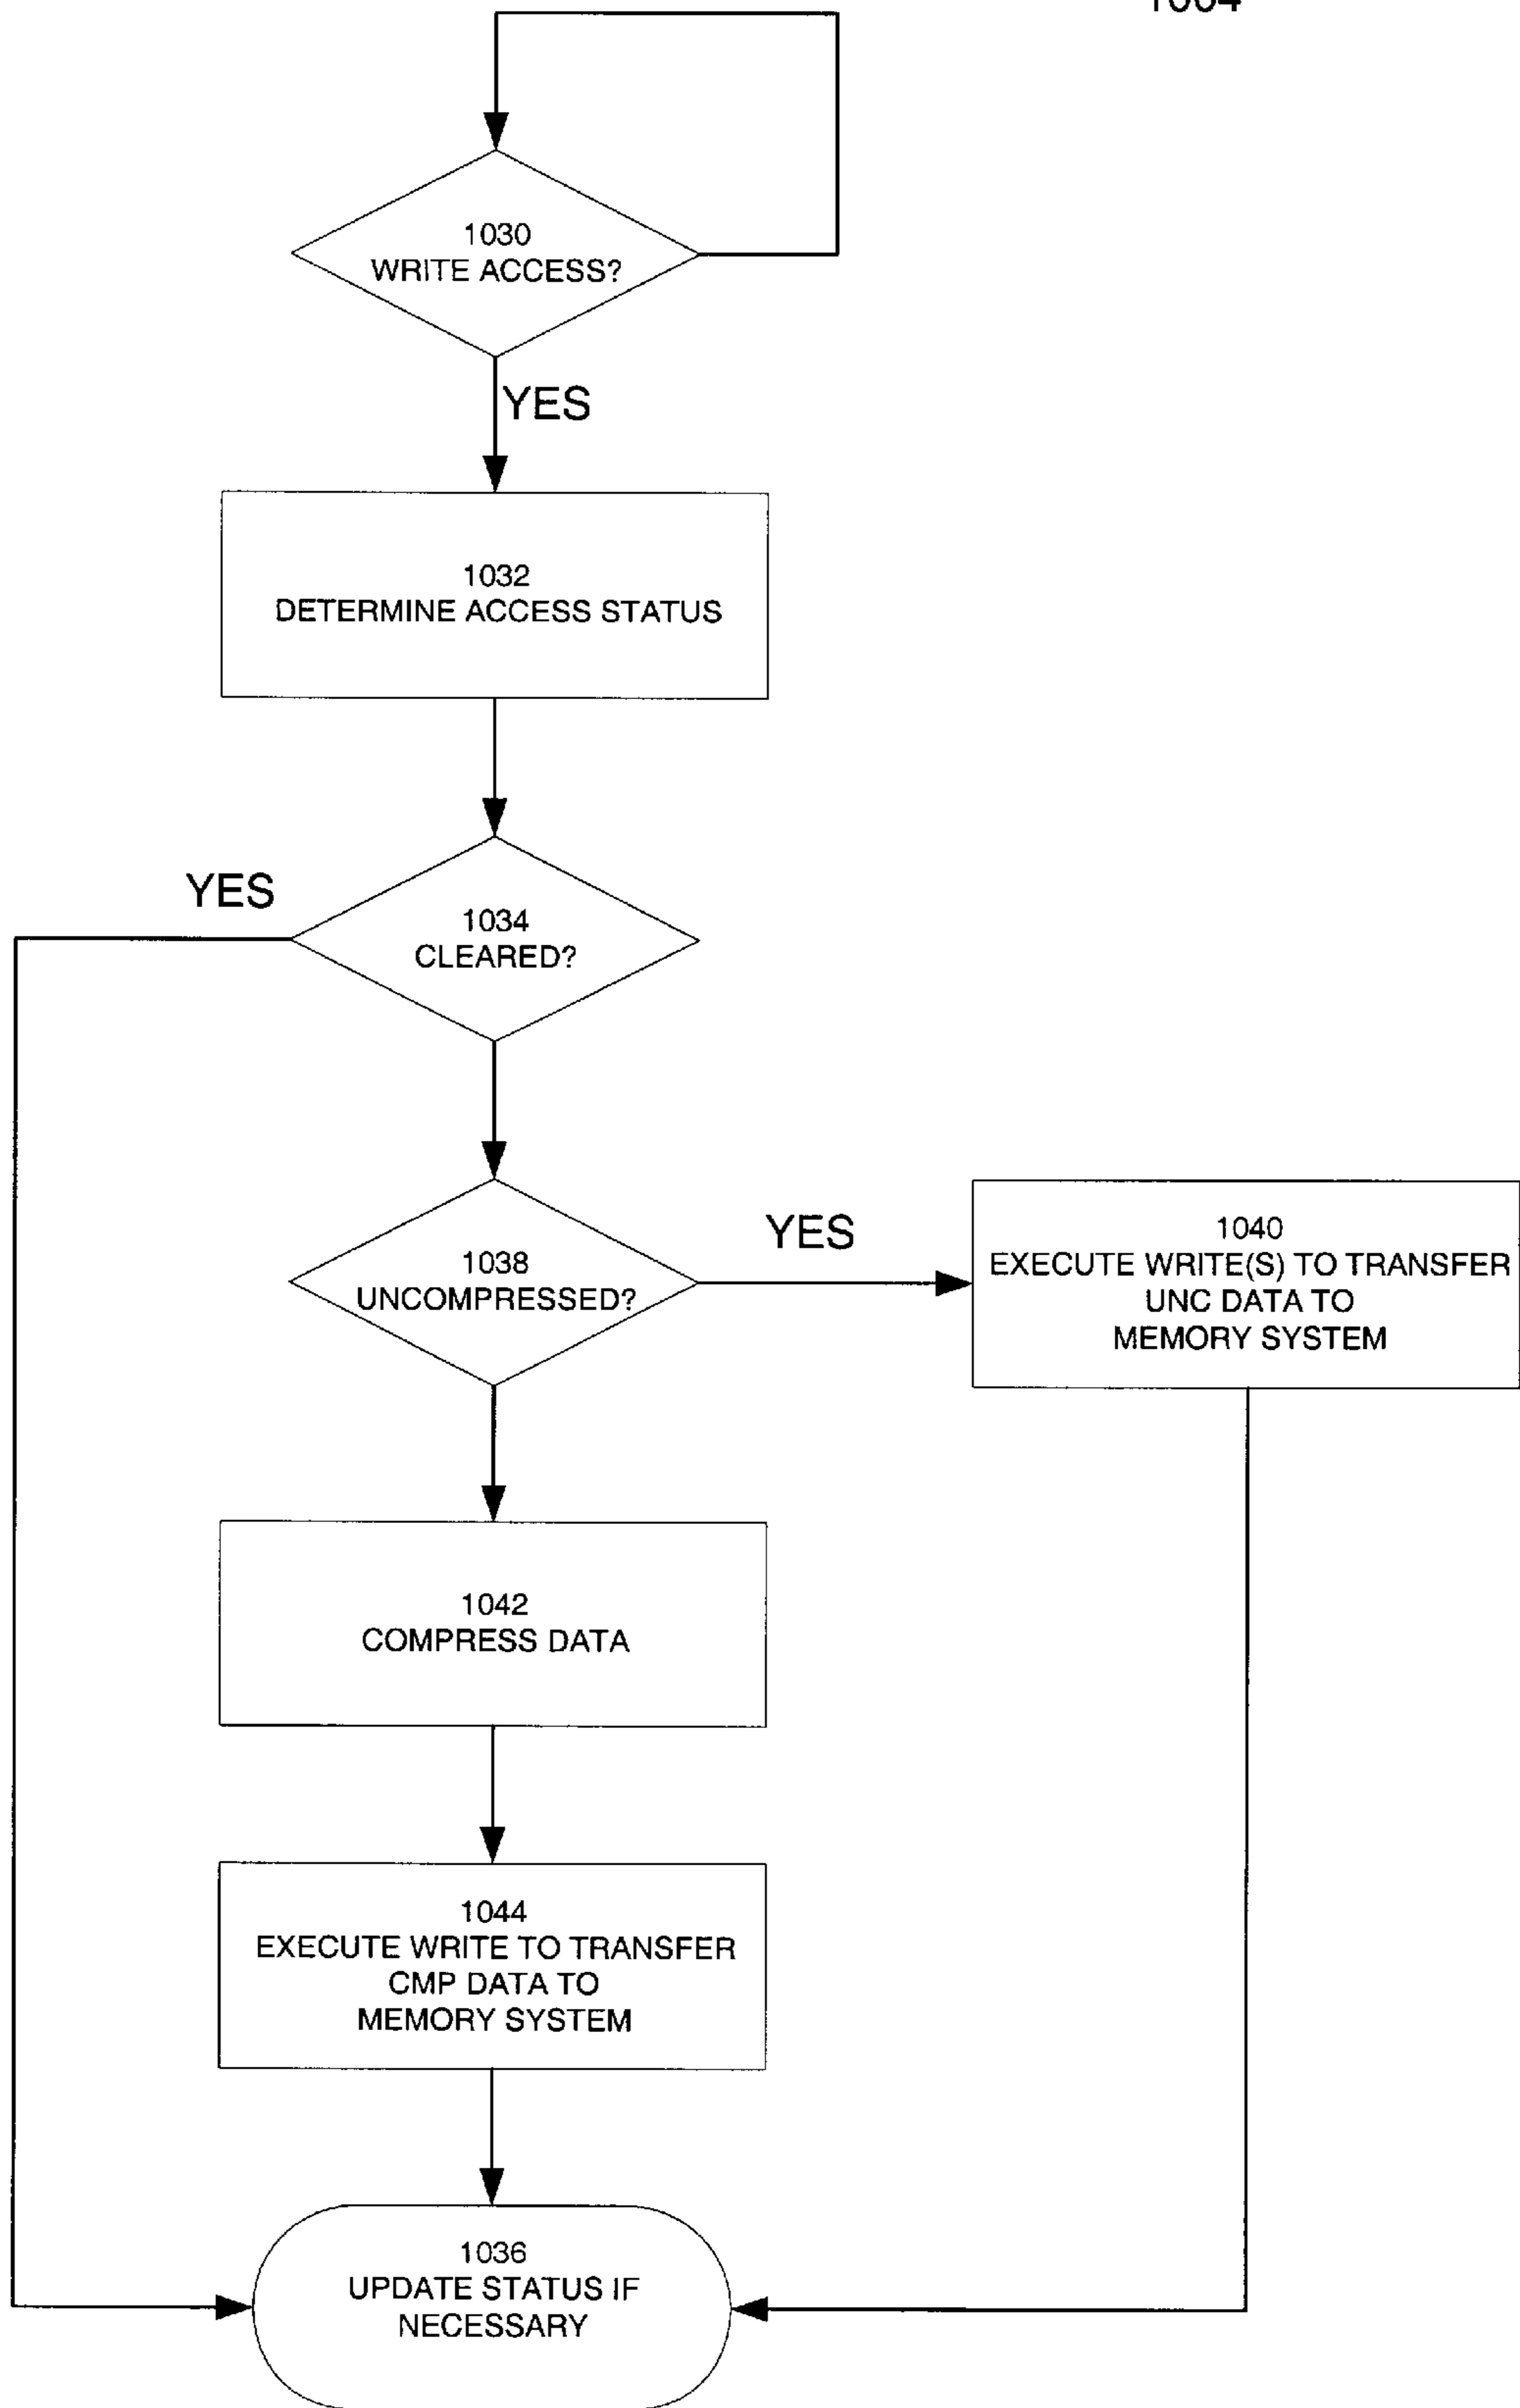 1030
WRITE ACCESS?
YES
1032
DETERMINE ACCESS STATUS
YES
1034
CLEARED?
1038
UNCOMPRESSED?
YES
1040
EXECUTE WRITE(S) TO TRANSFER
UNC DATA TO
MEMORY SYSTEM
1042
COMPRESS DATA
1044
EXECUTE WRITE TO TRANSFER
CMP DATA TO
MEMORY SYSTEM
1036
UPDATE STATUS IF
NECESSARY